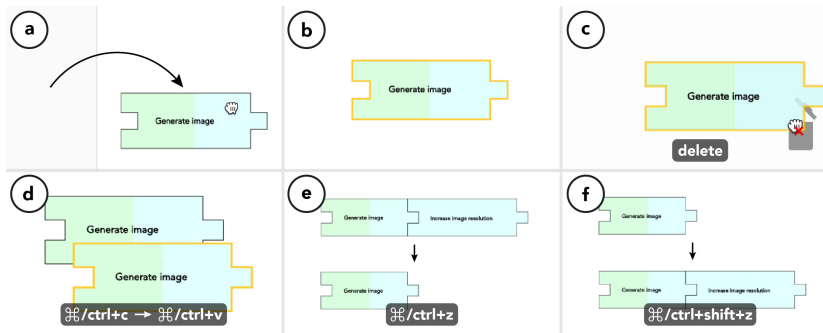 a
Generate image
b
Generate image
c
Generate image
delete
d
Generate image
Generate image
⌘/ctrl+c → ⌘/ctrl+v
e
Generate image
Increase image resolution
Generate image
⌘/ctrl+z
f
Generate image
Generate image
Increase image resolution
⌘/ctrl+shift+z